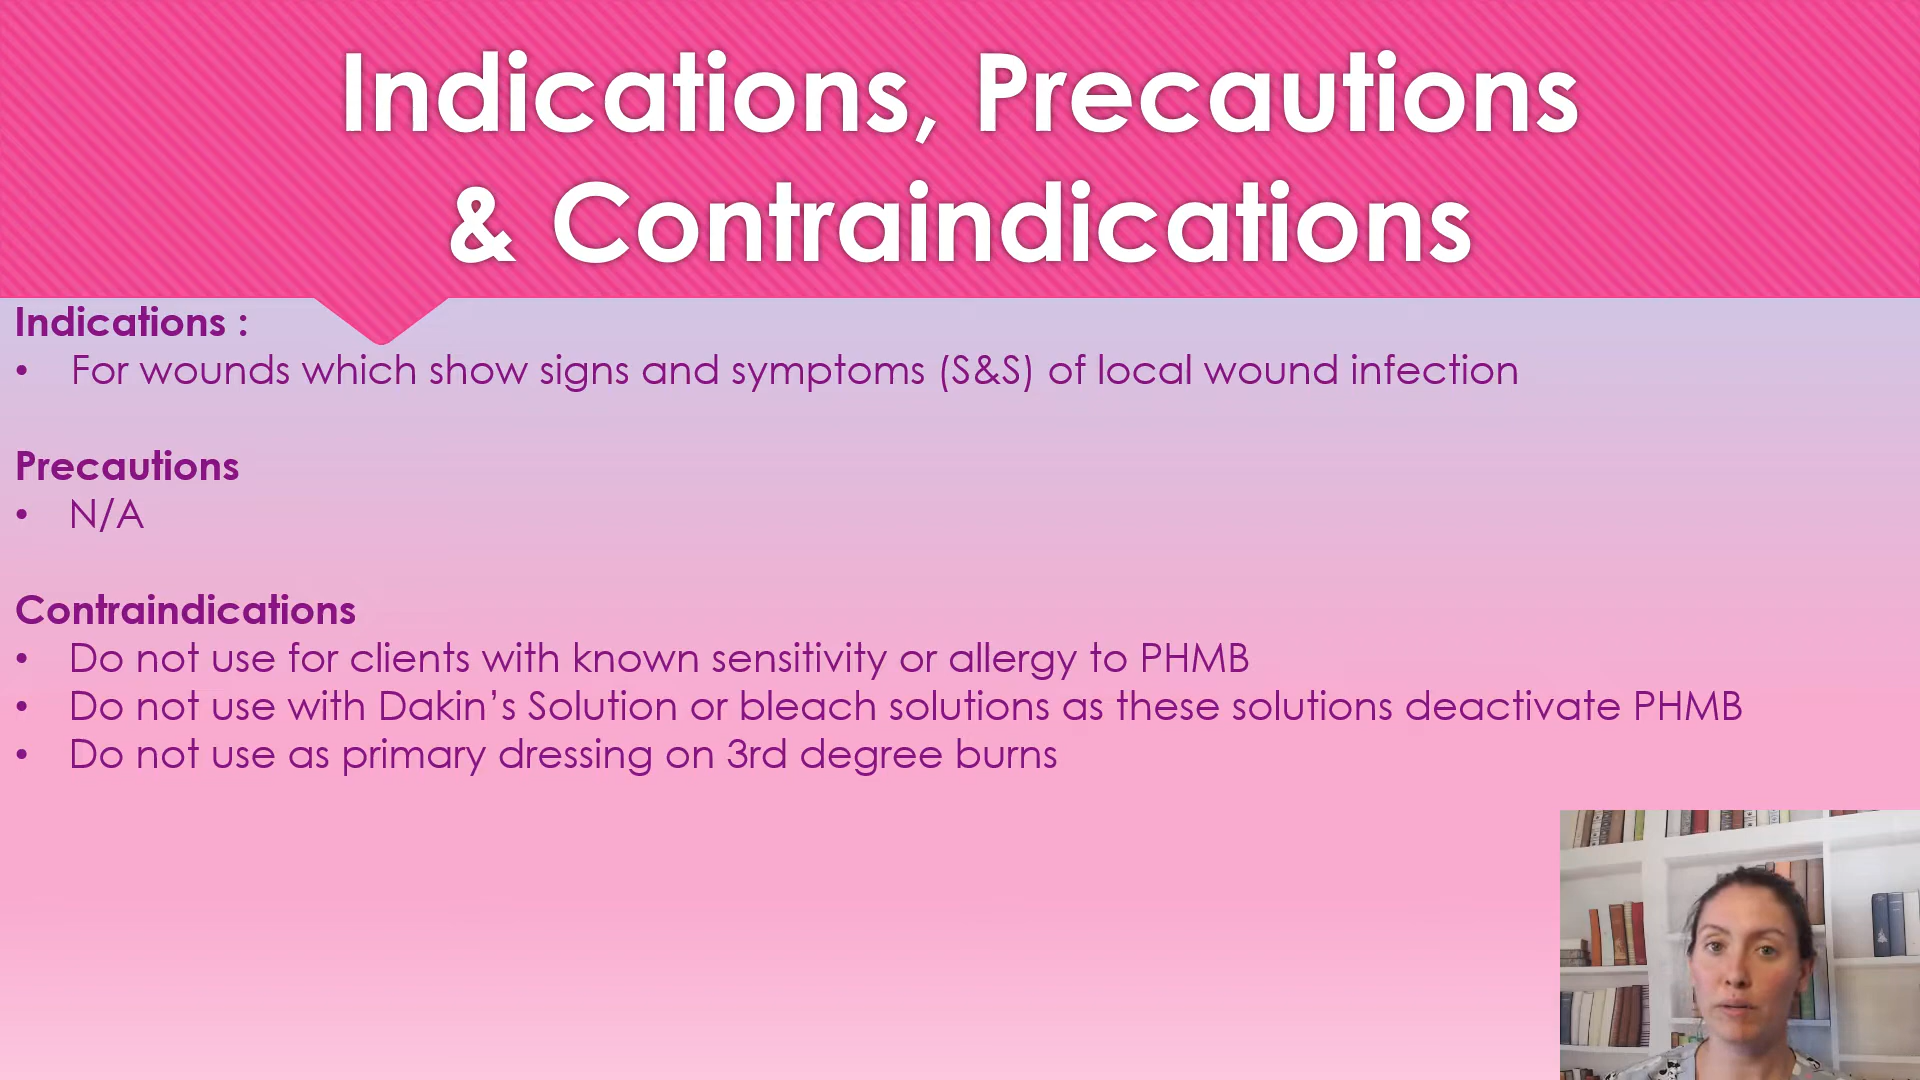 Indications, Precautions
& Contraindications
Indications :
• For wounds which show signs and symptoms (S&S) of local wound infection
Precautions
• N/A
Contraindications
• Do not use for clients with known sensitivity or allergy to PHMB
• Do not use with Dakin’s Solution or bleach solutions as these solutions deactivate PHMB
• Do not use as primary dressing on 3rd degree burns